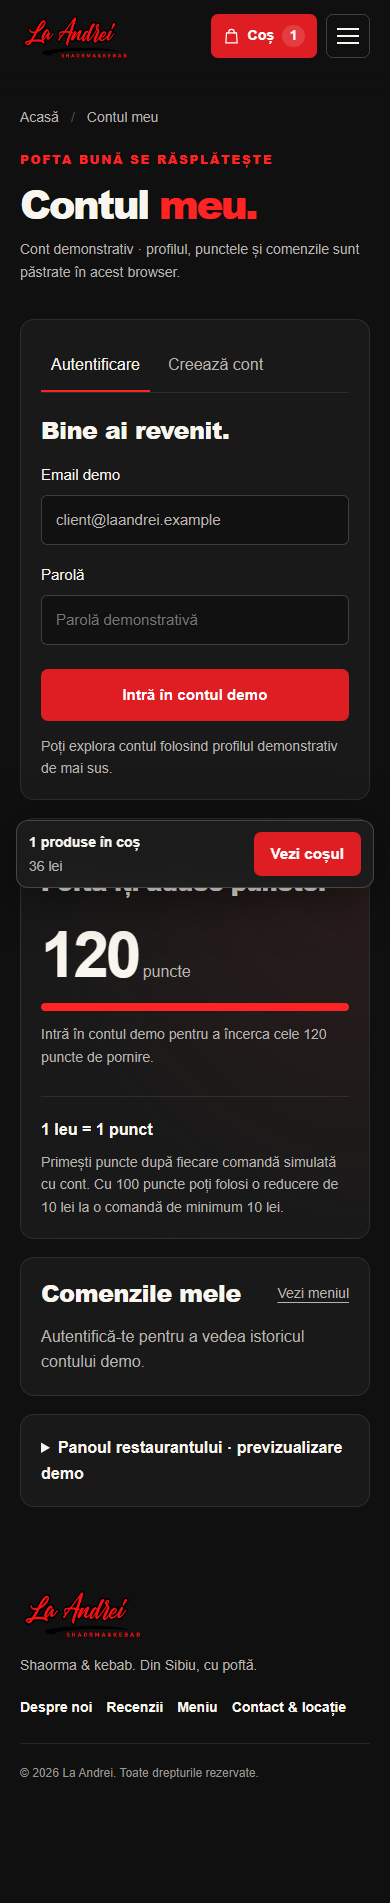 La Andrei
SHAORMA&KEBAB
Coș 1
Acasă / Contul meu
POFTA BUNĂ SE RĂSPLĂTEȘTE
Contul meu.
Cont demonstrativ · profilul, punctele și comenzile sunt
păstrate în acest browser.
Autentificare Creează cont
Bine ai revenit.
Email demo
client@laandrei.example
Parolă
Parolă demonstrativă
Intră în contul demo
Poți explora contul folosind profilul demonstrativ
de mai sus.
1 produse în coș
36 lei
Vezi coșul
120 puncte
Intră în contul demo pentru a încerca cele 120
puncte de pornire.
1 leu = 1 punct
Primești puncte după fiecare comandă simulată
cu cont. Cu 100 puncte poți folosi o reducere de
10 lei la o comandă de minimum 10 lei.
Comenzile mele Vezi meniul
Autentifică-te pentru a vedea istoricul
contului demo.
Panoul restaurantului · previzualizare
demo
La Andrei
SHAORMA&KEBAB
Shaorma & kebab. Din Sibiu, cu poftă.
Despre noi Recenzii Meniu Contact & locație
© 2026 La Andrei. Toate drepturile rezervate.